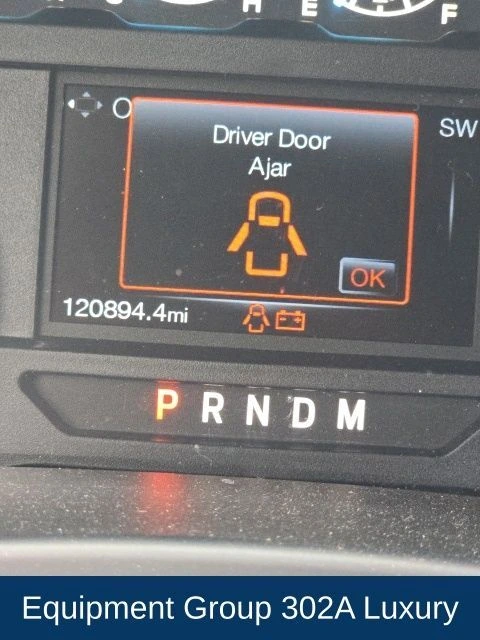 H E F
O SW
Driver Door
Ajar
OK
120894.4mi
P R N D M
Equipment Group 302A Luxury